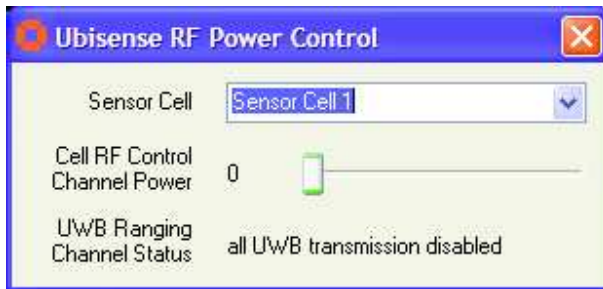 Ubisense RF Power Control
Sensor Cell Sensor Cell 1
Cell RF Control
Channel Power 0
UWB Ranging
Channel Status all UWB transmission disabled